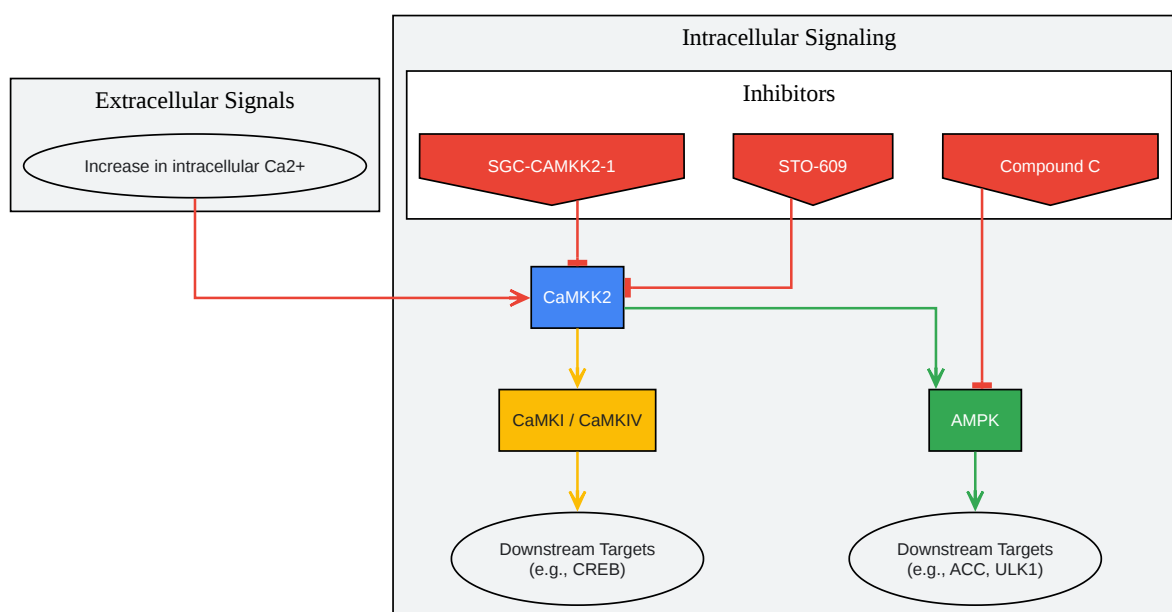 Intracellular Signaling
Extracellular Signals
Inhibitors
Increase in intracellular Ca2+
SGC-CAMKK2-1
STO-609
Compound C
CaMKK2
CaMKI / CaMKIV
AMPK
Downstream Targets
(e.g., CREB)
Downstream Targets
(e.g., ACC, ULK1)